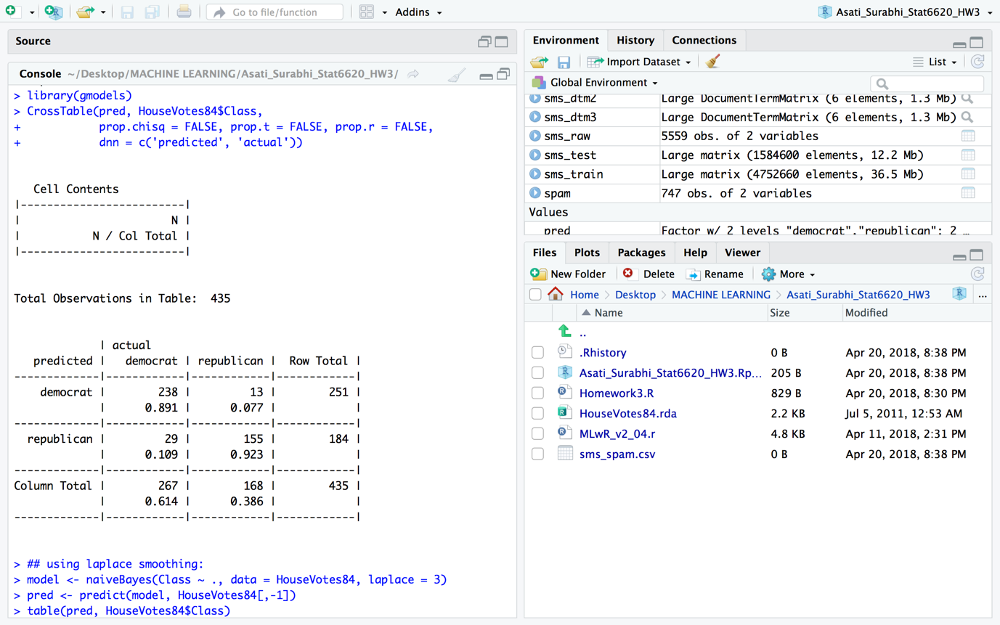 Go to file/function
Addins
Asati_Surabhi_Stat6620_HW3
Source
Console ~/Desktop/MACHINE LEARNING/Asati_Surabhi_Stat6620_HW3/
> library(gmodels)
> CrossTable(pred, HouseVotes84$Class,
+            prop.chisq = FALSE, prop.t = FALSE, prop.r = FALSE,
+            dnn = c('predicted', 'actual'))
   Cell Contents
|-------------------------|
|                       N |
|           N / Col Total |
|-------------------------|
Total Observations in Table:  435
             | actual
   predicted |   democrat | republican |  Row Total |
-------------|------------|------------|------------|
    democrat |        238 |         13 |        251 |
             |      0.891 |      0.077 |            |
-------------|------------|------------|------------|
  republican |         29 |        155 |        184 |
             |      0.109 |      0.923 |            |
-------------|------------|------------|------------|
Column Total |        267 |        168 |        435 |
             |      0.614 |      0.386 |            |
-------------|------------|------------|------------|
> ## using laplace smoothing:
> model <- naiveBayes(Class ~ ., data = HouseVotes84, laplace = 3)
> pred <- predict(model, HouseVotes84[,-1])
> table(pred, HouseVotes84$Class)
Environment History Connections
Import Dataset List
Global Environment
sms_dtm2 Large DocumentTermMatrix (6 elements, 1.3 Mb)
sms_dtm3 Large DocumentTermMatrix (6 elements, 1.3 Mb)
sms_raw 5559 obs. of 2 variables
sms_test Large matrix (1584600 elements, 12.2 Mb)
sms_train Large matrix (4752660 elements, 36.5 Mb)
spam 747 obs. of 2 variables
Values
pred Factor w/ 2 levels "democrat","republican": 2 …
Files Plots Packages Help Viewer
New Folder Delete Rename More
Home Desktop MACHINE LEARNING Asati_Surabhi_Stat6620_HW3 ...
Name Size Modified
..
.Rhistory 0 B Apr 20, 2018, 8:38 PM
Asati_Surabhi_Stat6620_HW3.Rp... 205 B Apr 20, 2018, 8:38 PM
Homework3.R 829 B Apr 20, 2018, 8:30 PM
HouseVotes84.rda 2.2 KB Jul 5, 2011, 12:53 AM
MLwR_v2_04.r 4.8 KB Apr 11, 2018, 2:31 PM
sms_spam.csv 0 B Apr 20, 2018, 8:38 PM